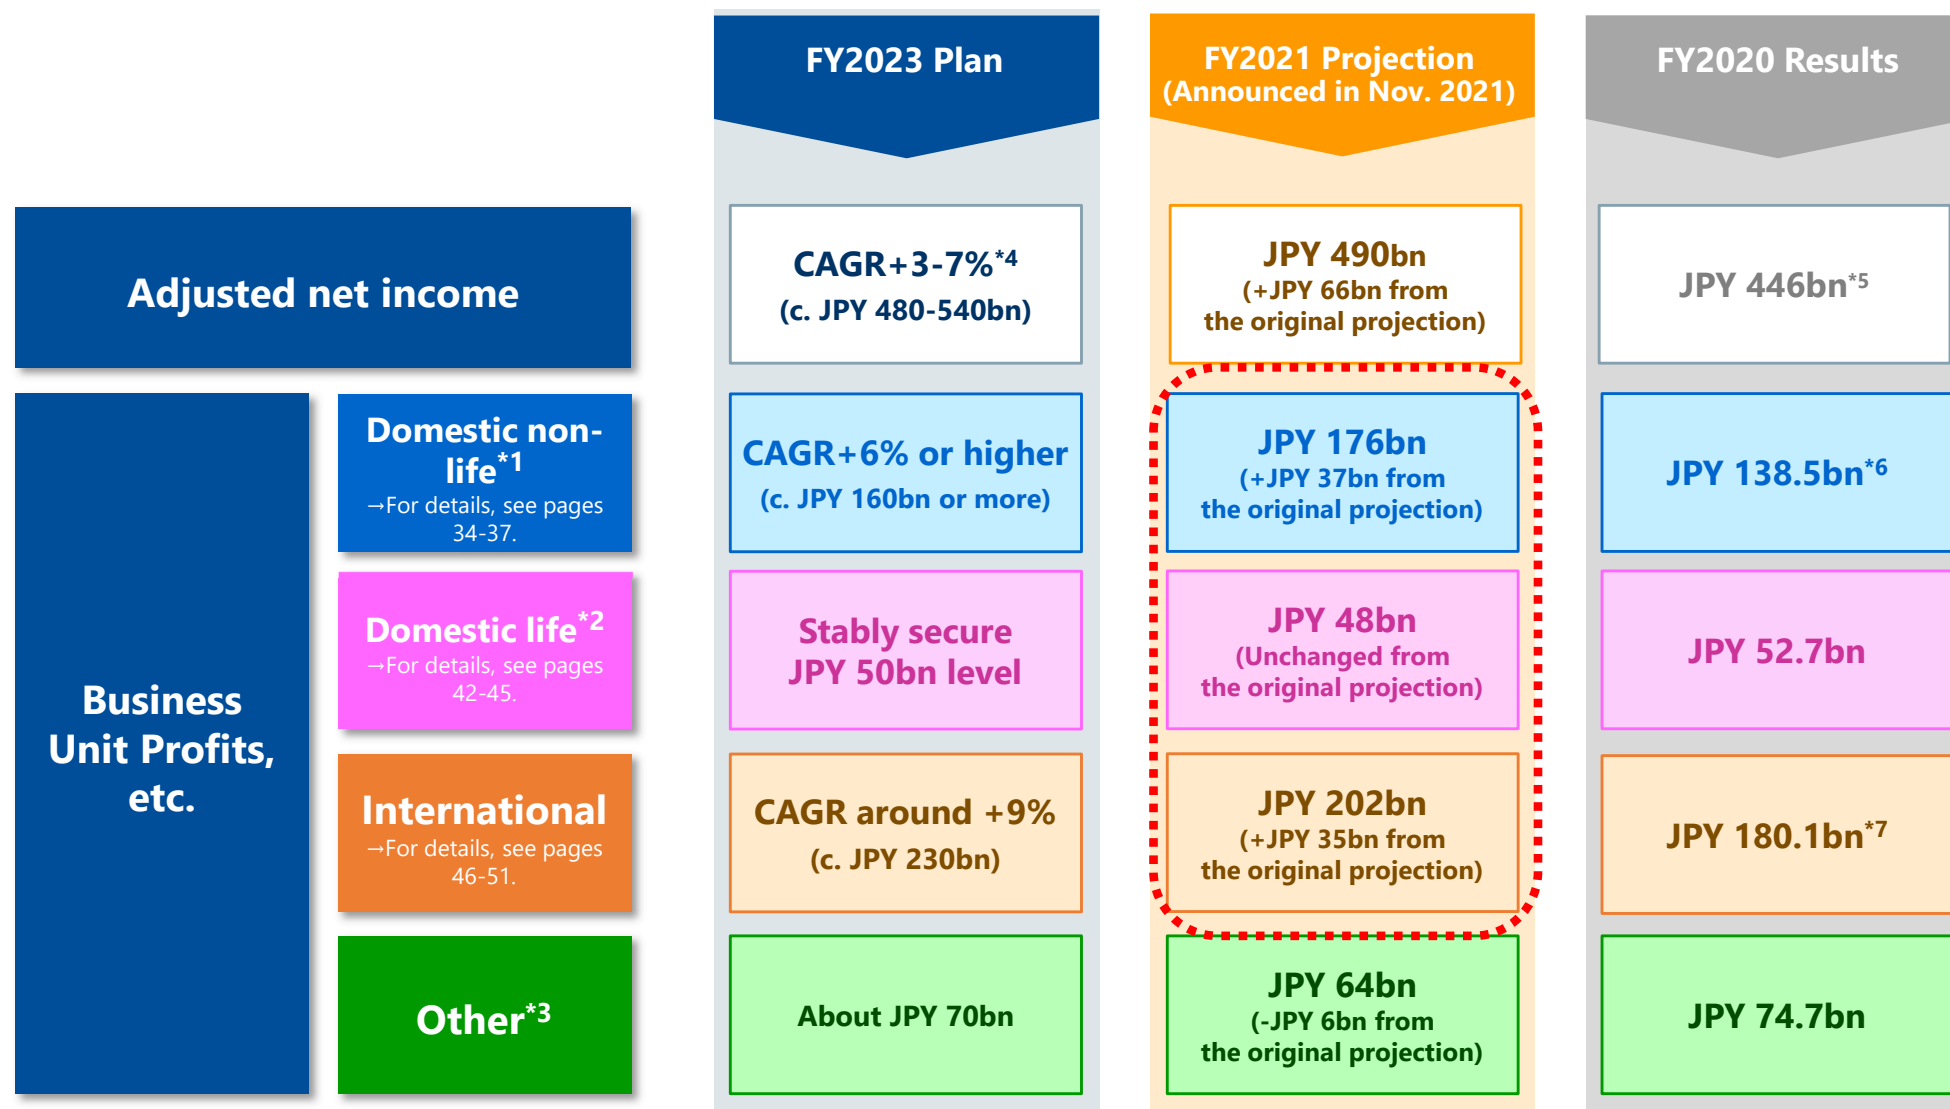 FY2023 Plan
FY2021 Projection
(Announced in Nov. 2021)
FY2020 Results
Adjusted net income
CAGR+3-7%*4
(c. JPY 480-540bn)
JPY 490bn
(+JPY 66bn from
the original projection)
JPY 446bn*5
Business
Unit Profits,
etc.
Domestic non-
life*1
→For details, see pages
34-37.
CAGR+6% or higher
(c. JPY 160bn or more)
JPY 176bn
(+JPY 37bn from
the original projection)
JPY 138.5bn*6
Domestic life*2
→For details, see pages
42-45.
Stably secure
JPY 50bn level
JPY 48bn
(Unchanged from
the original projection)
JPY 52.7bn
International
→For details, see pages
46-51.
CAGR around +9%
(c. JPY 230bn)
JPY 202bn
(+JPY 35bn from
the original projection)
JPY 180.1bn*7
Other*3
About JPY 70bn
JPY 64bn
(-JPY 6bn from
the original projection)
JPY 74.7bn